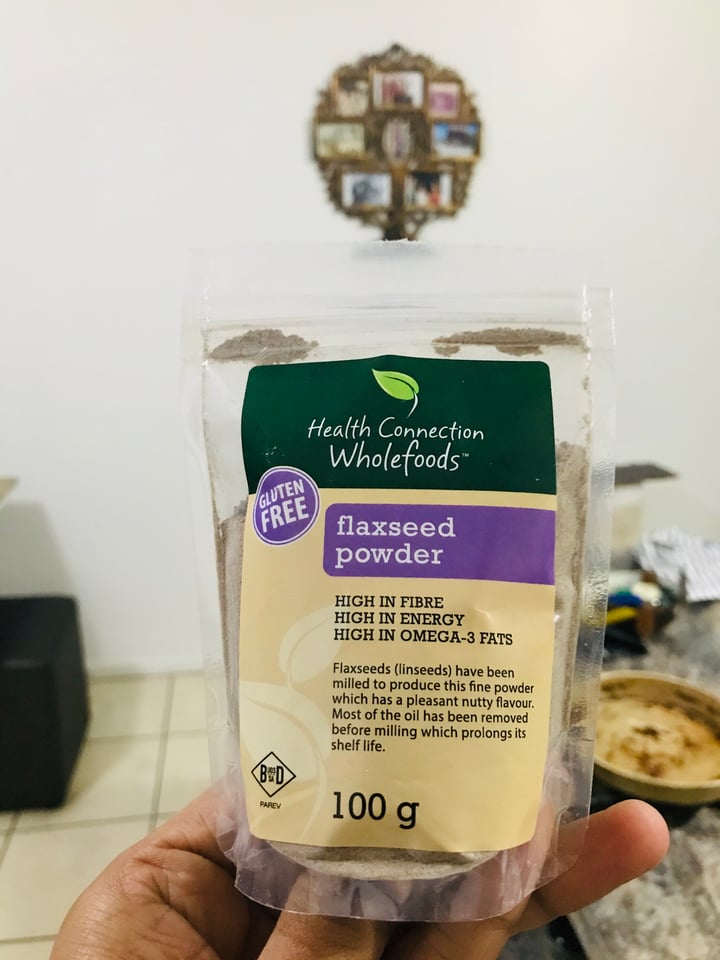 Health Connection
Wholefoods™
GLUTEN
FREE
flaxseed
powder
HIGH IN FIBRE
HIGH IN ENERGY
HIGH IN OMEGA-3 FATS
Flaxseeds (linseeds) have been
milled to produce this fine powder
which has a pleasant nutty flavour.
Most of the oil has been removed
before milling which prolongs its
shelf life.
B D
PAREV
100 g